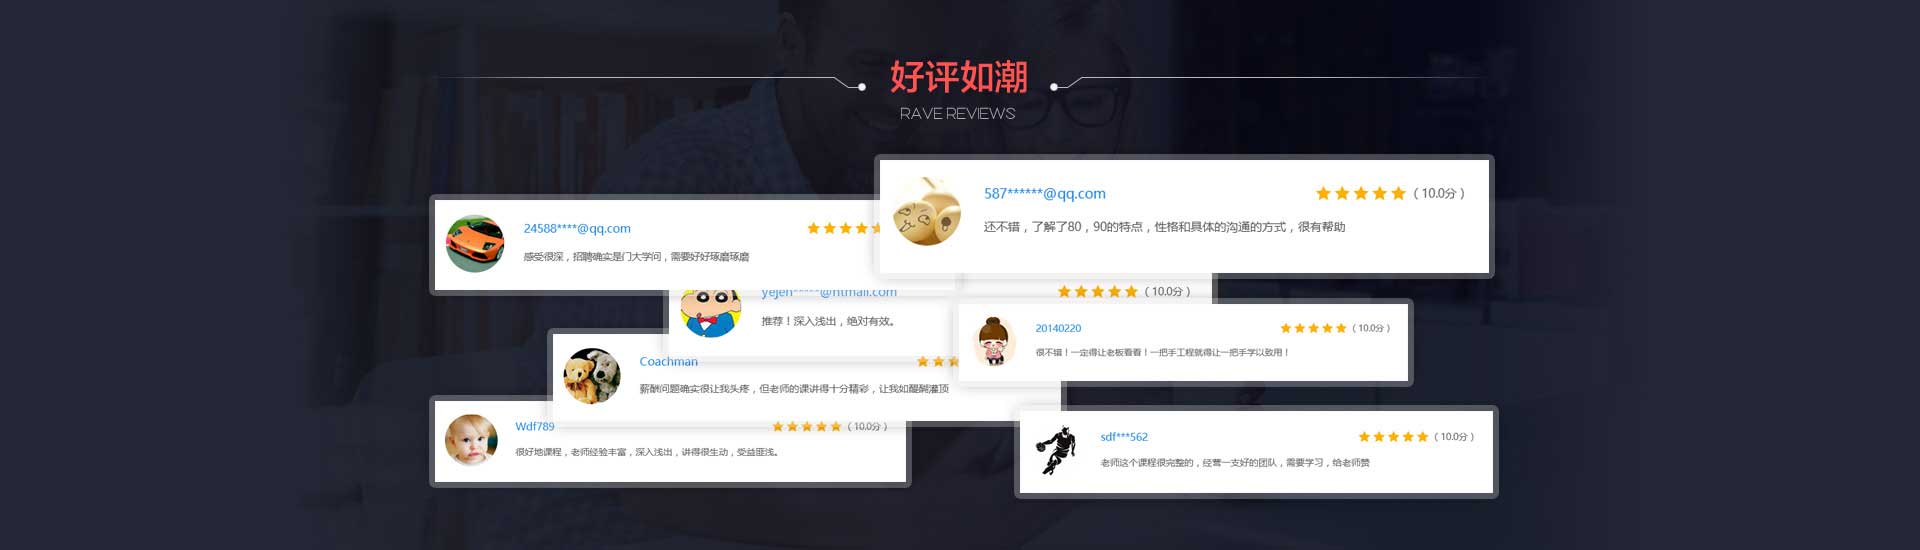 好评如潮
RAVE REVIEWS
587******@qq.com
( 10.0分 )
还不错，了解了80，90的特点，性格和具体的沟通的方式，很有帮助
24588****@qq.com
感受很深，招聘确实是门大学问，需要好好琢磨琢磨
yejen*****@htmail.com
( 10.0分 )
推荐！深入浅出，绝对有效。
20140220
( 10.0分 )
很不错！一定得让老板看看！一把手工程就得让一把手学以致用！
Coachman
薪酬问题确实很让我头疼，但老师的课讲得十分精彩，让我如醍醐灌顶
Wdf789
( 10.0分 )
很好地课程，老师经验丰富，深入浅出，讲得很生动，受益匪浅。
sdf***562
( 10.0分 )
老师这个课程很完整的，经营一支好的团队，需要学习，给老师赞